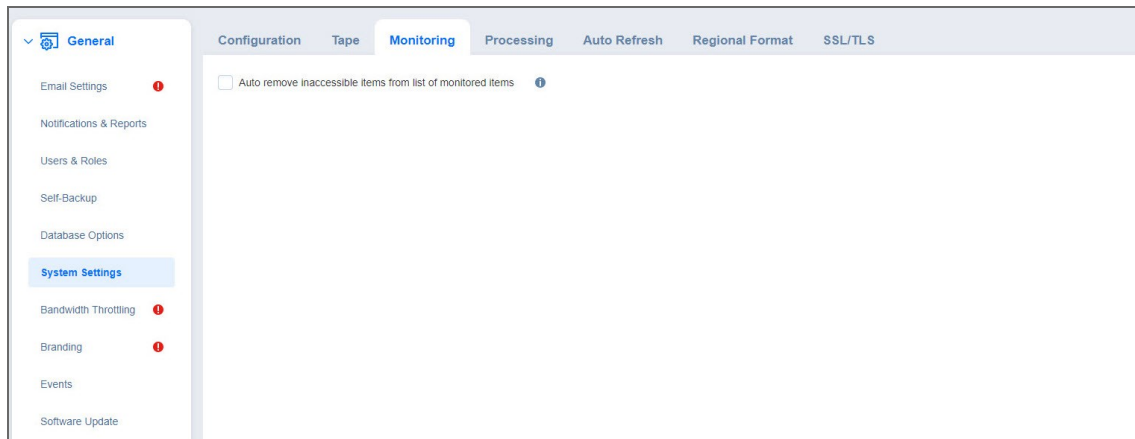 General
Configuration Tape Monitoring Processing Auto Refresh Regional Format SSL/TLS
Auto remove inaccessible items from list of monitored items
Email Settings
Notifications & Reports
Users & Roles
Self-Backup
Database Options
System Settings
Bandwidth Throttling
Branding
Events
Software Update